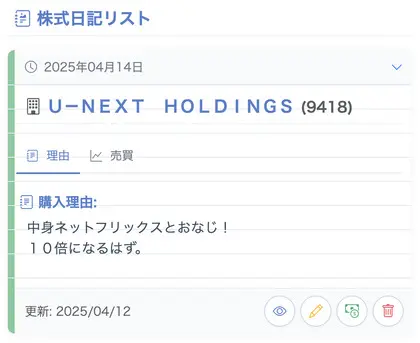 株式日記リスト
2025年04月14日
Ｕ−ＮＥＸＴ　ＨＯＬＤＩＮＧＳ (9418)
理由　売買
購入理由:
中身ネットフリックスとおなじ！
１０倍になるはず。
更新: 2025/04/12